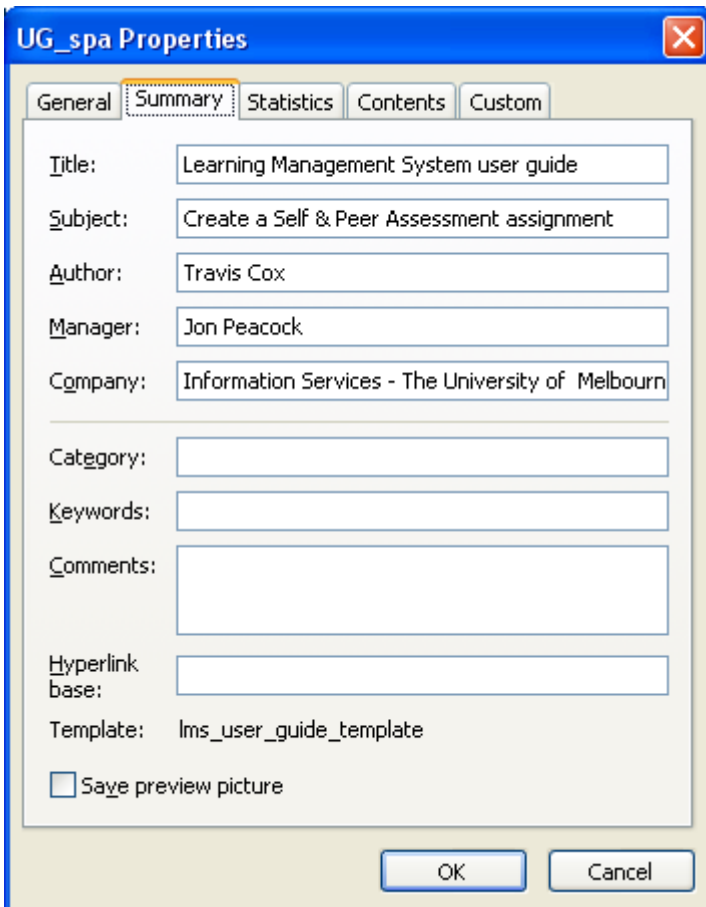 UG_spa Properties
General Summary Statistics Contents Custom
Title: Learning Management System user guide
Subject: Create a Self & Peer Assessment assignment
Author: Travis Cox
Manager: Jon Peacock
Company: Information Services - The University of  Melbourn
Category:
Keywords:
Comments:
Hyperlink
base:
Template: lms_user_guide_template
Save preview picture
OK Cancel